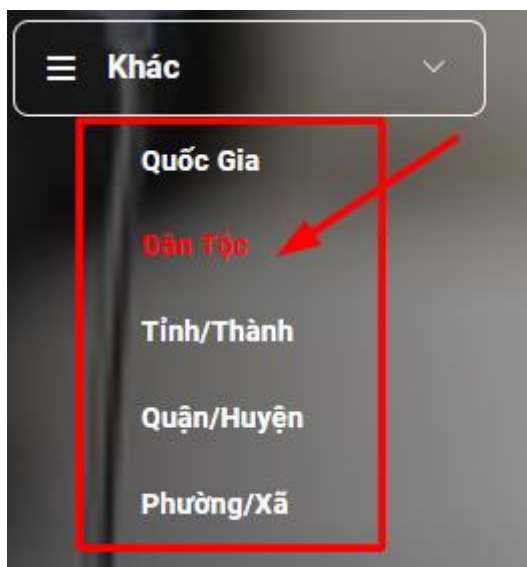 Khác
Quốc Gia
Dân Tộc
Tỉnh/Thành
Quận/Huyện
Phường/Xã